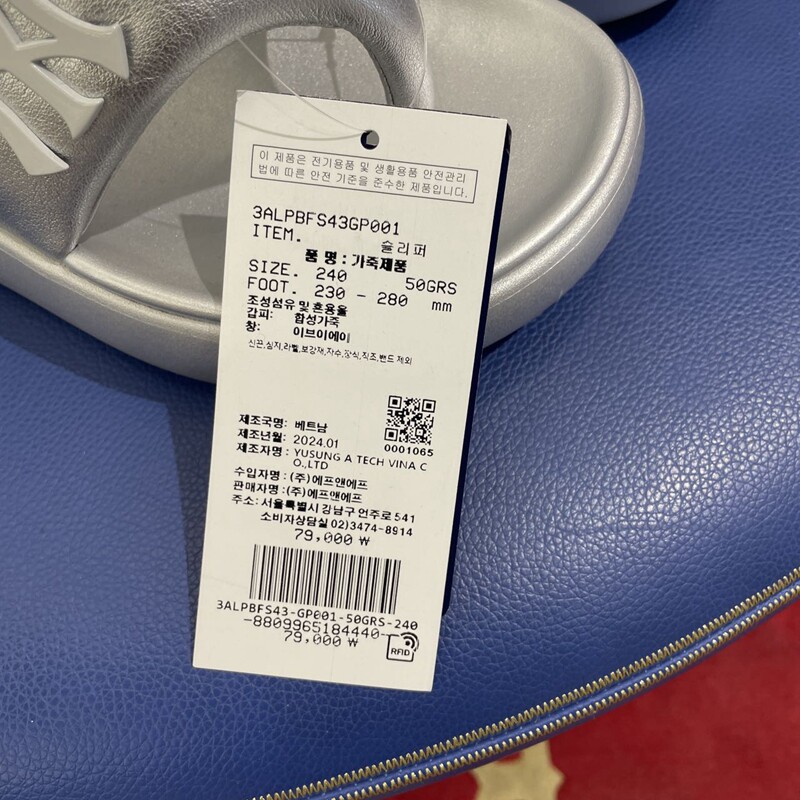 NY
이 제품은 전기용품 및 생활용품 안전관리
법에 따른 안전 기준을 준수한 제품입니다.
3ALPBFS43GP001
ITEM. 슬리퍼
품 명 : 가죽제품
SIZE. 240 50GRS
FOOT. 230 - 280 mm
조성섬유 및 혼용율
갑피: 합성가죽
창: 이브이에이
신끈,심지,라벨,보강재,자수,장식,직조,밴드 제외
0001065
제조국명: 베트남
제조년월: 2024.01
제조자명 : YUSUNG A TECH VINA C
O.,LTD
수입자명 : (주)에프앤에프
판매자명 : (주)에프앤에프
주소: 서울특별시 강남구 언주로 541
소비자상담실 02)3474-8914
79,000 ₩
3ALPBFS43-GP001-50GRS-240
-8809965184440-
79,000 ₩
RFID